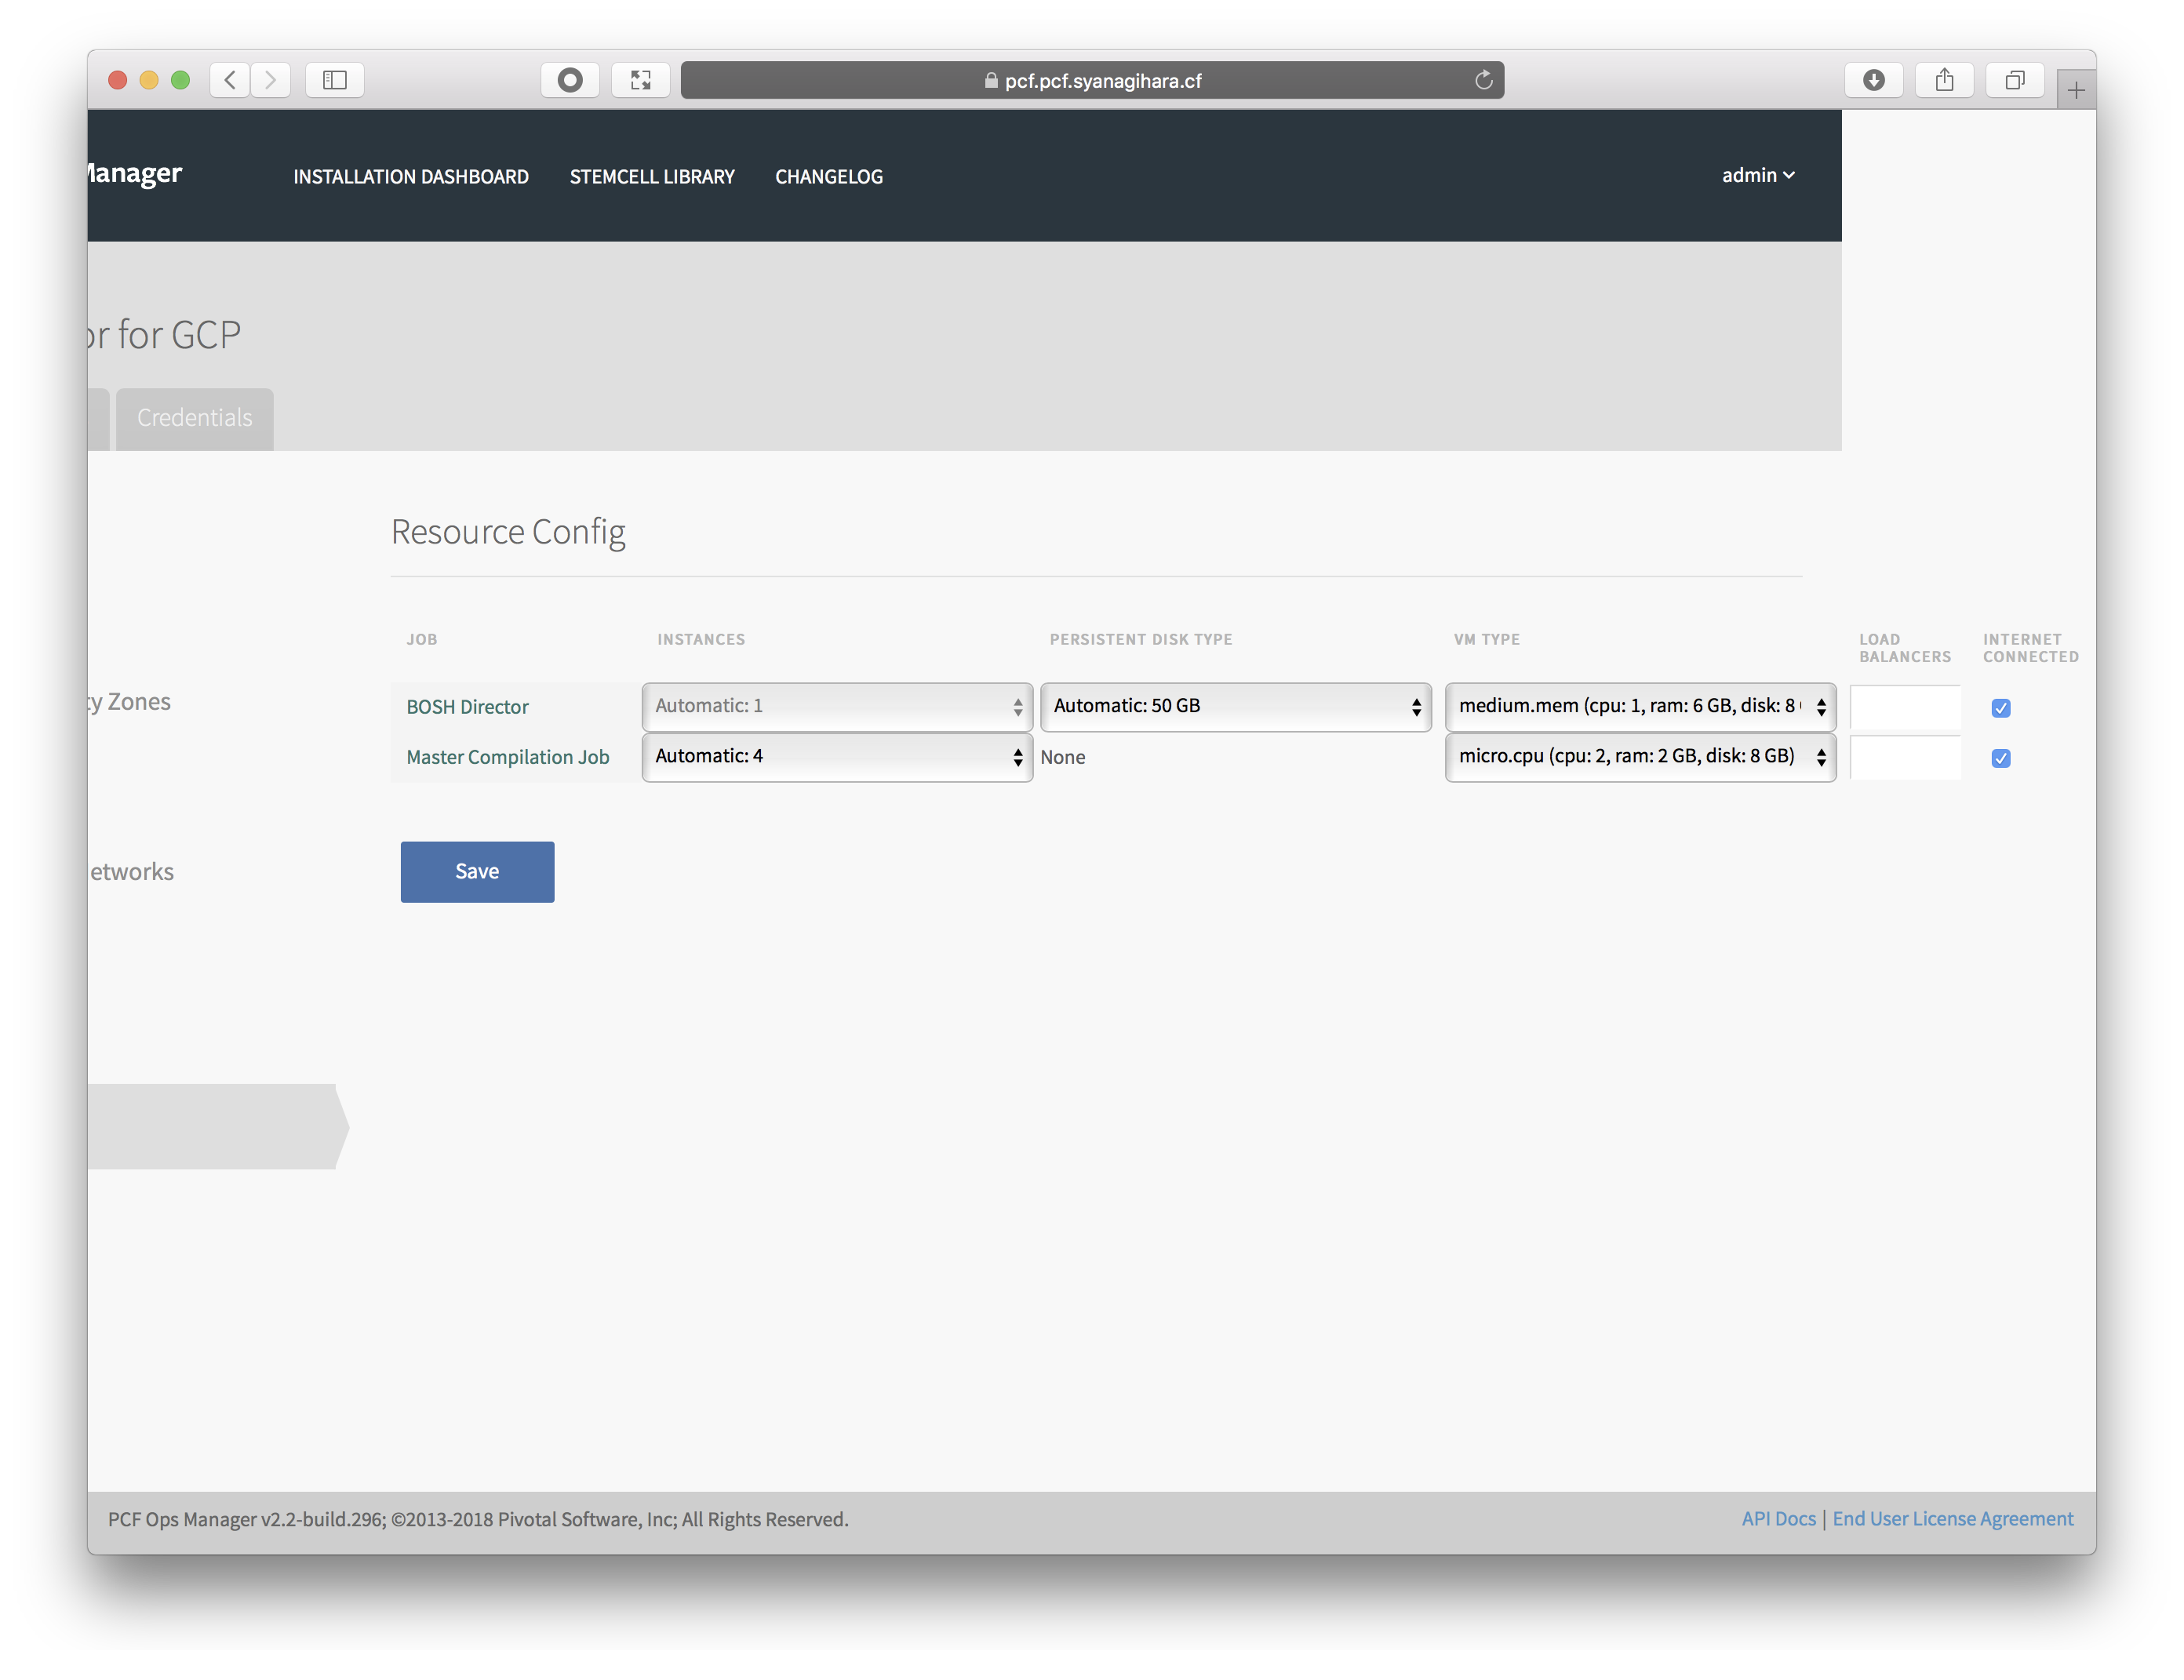 pcf.pcf.syanagihara.cf
Manager
INSTALLATION DASHBOARD
STEMCELL LIBRARY
CHANGELOG
admin
or for GCP
Credentials
Resource Config
JOB
INSTANCES
PERSISTENT DISK TYPE
VM TYPE
LOAD
BALANCERS
INTERNET
CONNECTED
ty Zones
BOSH Director
Automatic: 1
Automatic: 50 GB
medium.mem (cpu: 1, ram: 6 GB, disk: 8
Master Compilation Job
Automatic: 4
None
micro.cpu (cpu: 2, ram: 2 GB, disk: 8 GB)
etworks
Save
PCF Ops Manager v2.2-build.296; ©2013-2018 Pivotal Software, Inc; All Rights Reserved.
API Docs | End User License Agreement